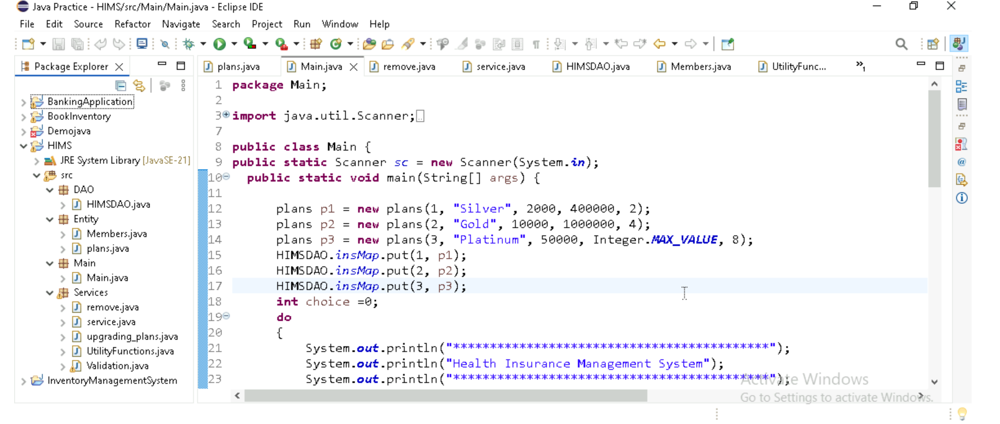 Java Practice - HIMS/src/Main/Main.java - Eclipse IDE
File Edit Source Refactor Navigate Search Project Run Window Help
Package Explorer
plans.java Main.java remove.java service.java HIMSDAO.java Members.java UtilityFunc... »1
BankingApplication
BookInventory
Demojava
HIMS
JRE System Library [JavaSE-21]
src
DAO
HIMSDAO.java
Entity
Members.java
plans.java
Main
Main.java
Services
remove.java
service.java
upgrading_plans.java
UtilityFunctions.java
Validation.java
InventoryManagementSystem
1 package Main;
2
3 import java.util.Scanner;
7
8 public class Main {
9 public static Scanner sc = new Scanner(System.in);
10 public static void main(String[] args) {
11
12 plans p1 = new plans(1, "Silver", 2000, 400000, 2);
13 plans p2 = new plans(2, "Gold", 10000, 1000000, 4);
14 plans p3 = new plans(3, "Platinum", 50000, Integer.MAX_VALUE, 8);
15 HIMSDAO.insMap.put(1, p1);
16 HIMSDAO.insMap.put(2, p2);
17 HIMSDAO.insMap.put(3, p3);
18 int choice =0;
19 do
20 {
21 System.out.println("*******************************************");
22 System.out.println("Health Insurance Management System");
23 System.out.println("*******************************************");
Activate Windows
Go to Settings to activate Windows.